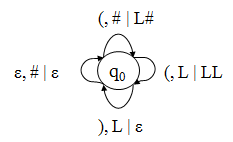 (, # | L#
ε, # | ε
q0
(, L | LL
), L | ε